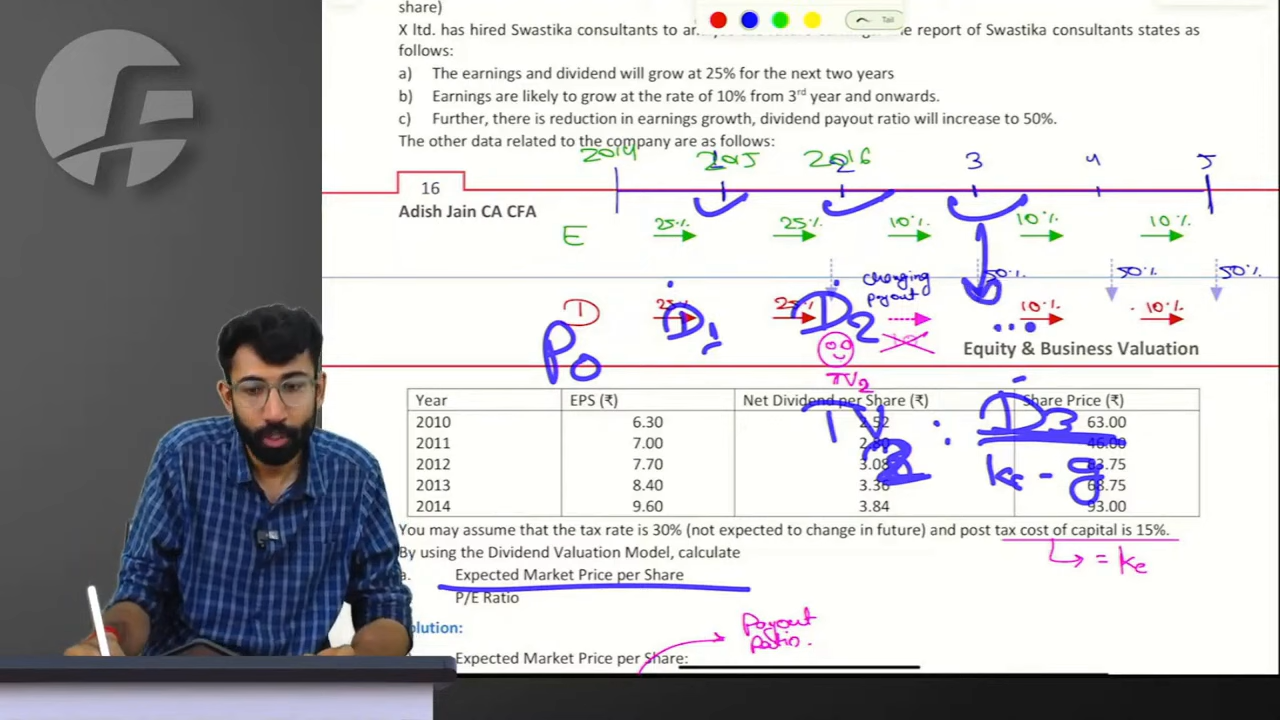 share)
X ltd. has hired Swastika consultants to report of Swastika consultants states as
follows:
a) The earnings and dividend will grow at 25% for the next two years
b) Earnings are likely to grow at the rate of 10% from 3rd year and onwards.
c) Further, there is reduction in earnings growth, dividend payout ratio will increase to 50%.
The other data related to the company are as follows:
2014 2015 2016 3 4 5
16
Adish Jain CA CFA
E 25% 25% 10% 10% 10%
changing payout 50% 50% 50%
D 25% 25% 10% 10%
P0 D1 D2 ...
Equity & Business Valuation
TV2
Year EPS (₹) Net Dividend per Share (₹) Share Price (₹)
2010 6.30 2.52 63.00
2011 7.00 46.00
2012 7.70 3.08 63.75
2013 8.40 3.36 68.75
2014 9.60 3.84 93.00
TV2 : D3 / ke - g
You may assume that the tax rate is 30% (not expected to change in future) and post tax cost of capital is 15%.
= ke
By using the Dividend Valuation Model, calculate
a. Expected Market Price per Share
P/E Ratio
Payout
Ratio.
olution:
Expected Market Price per Share: